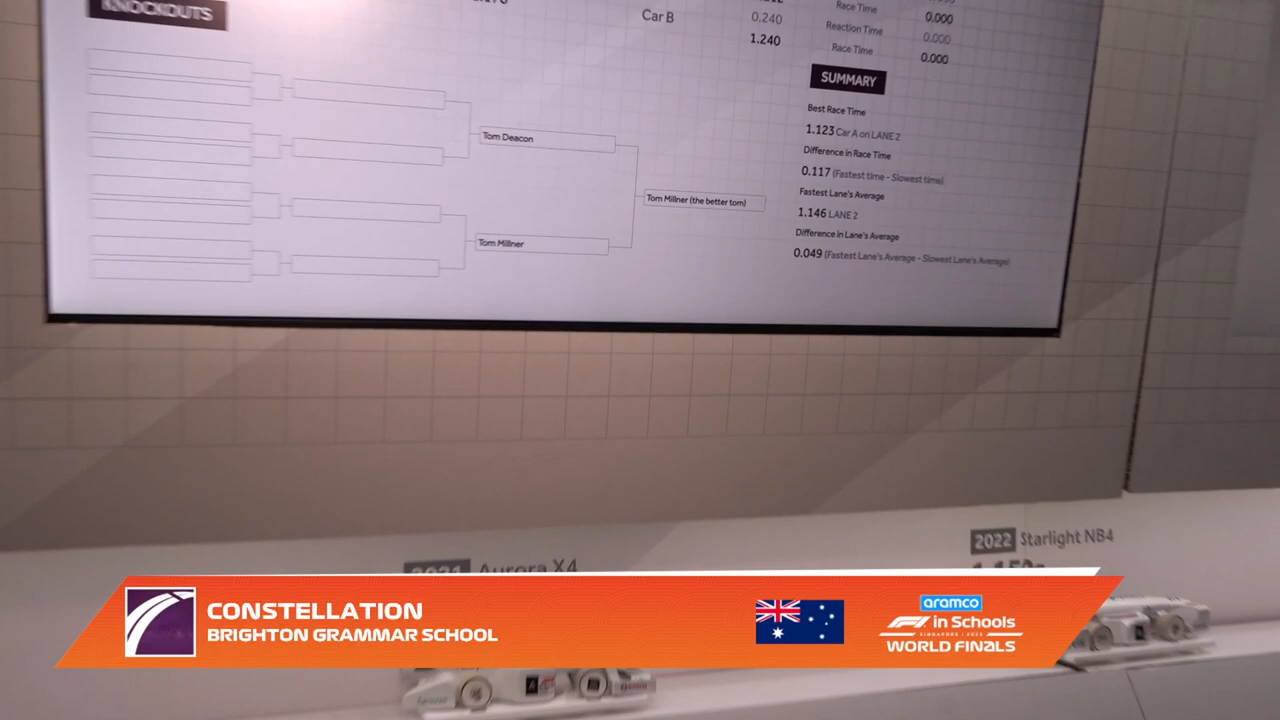 KNOCKOUTS
Car B
0.240
1.240
Race Time
0.000
Reaction Time
0.000
Race Time
0.000
SUMMARY
Best Race Time
1.123 Car A on LANE 2
Difference in Race Time
0.117 (Fastest time - Slowest time)
Fastest Lane's Average
1.146 LANE 2
Difference in Lane's Average
0.049 (Fastest Lane's Average - Slowest Lane's Average)
Tom Deacon
Tom Millner (the better tom)
Tom Millner
2022 Starlight NB4
2021 Aurora X4
CONSTELLATION
BRIGHTON GRAMMAR SCHOOL
aramco
F1 in Schools
WORLD FINALS